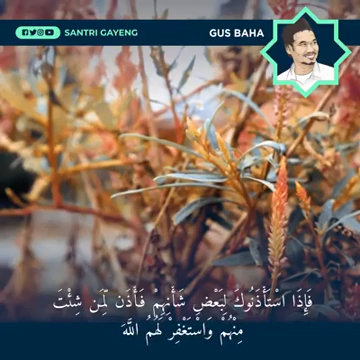 SANTRI GAYENG
GUS BAHA
فَإِذَا اسْتَأْذَنُوكَ لِبَعْضِ شَأْنِهِمْ فَأْذَن لِّمَن شِئْتَ
مِنْهُمْ وَاسْتَغْفِرْ لَهُمُ اللَّهَ